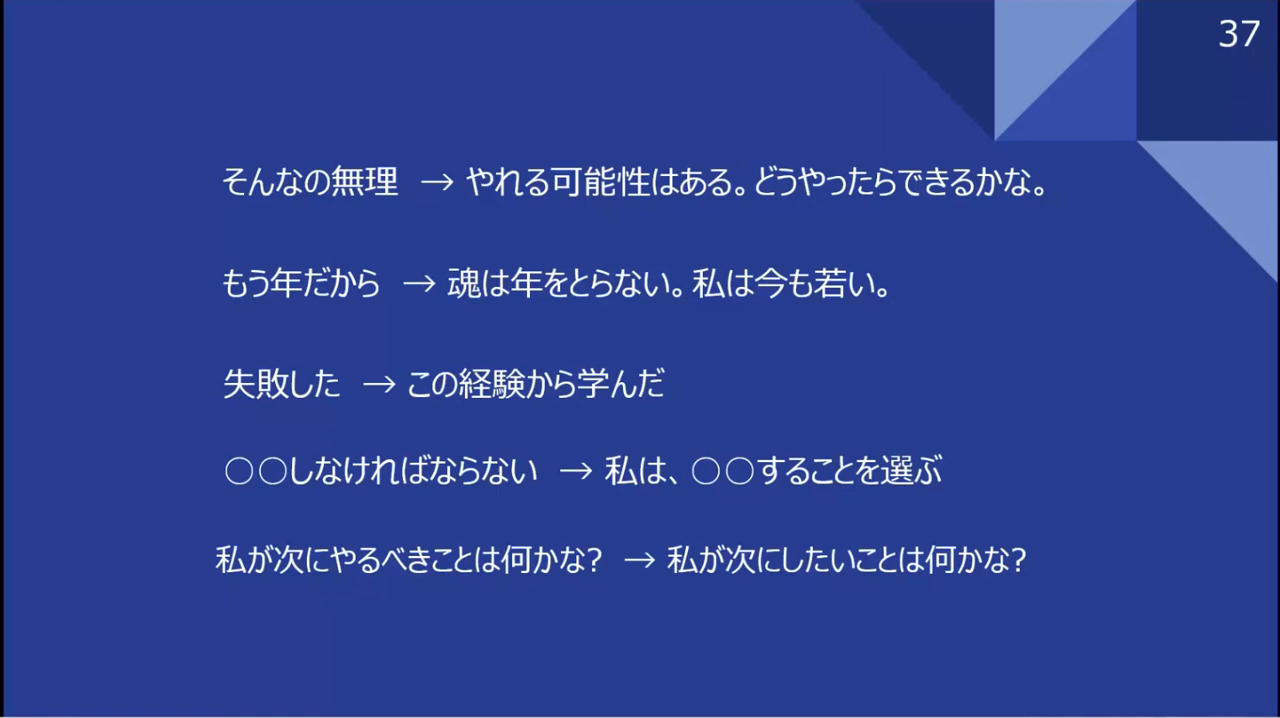 37
そんなの無理 → やれる可能性はある。どうやったらできるかな。
もう年だから → 魂は年をとらない。私は今も若い。
失敗した → この経験から学んだ
○○しなければならない → 私は、○○することを選ぶ
私が次にやるべきことは何かな? → 私が次にしたいことは何かな?